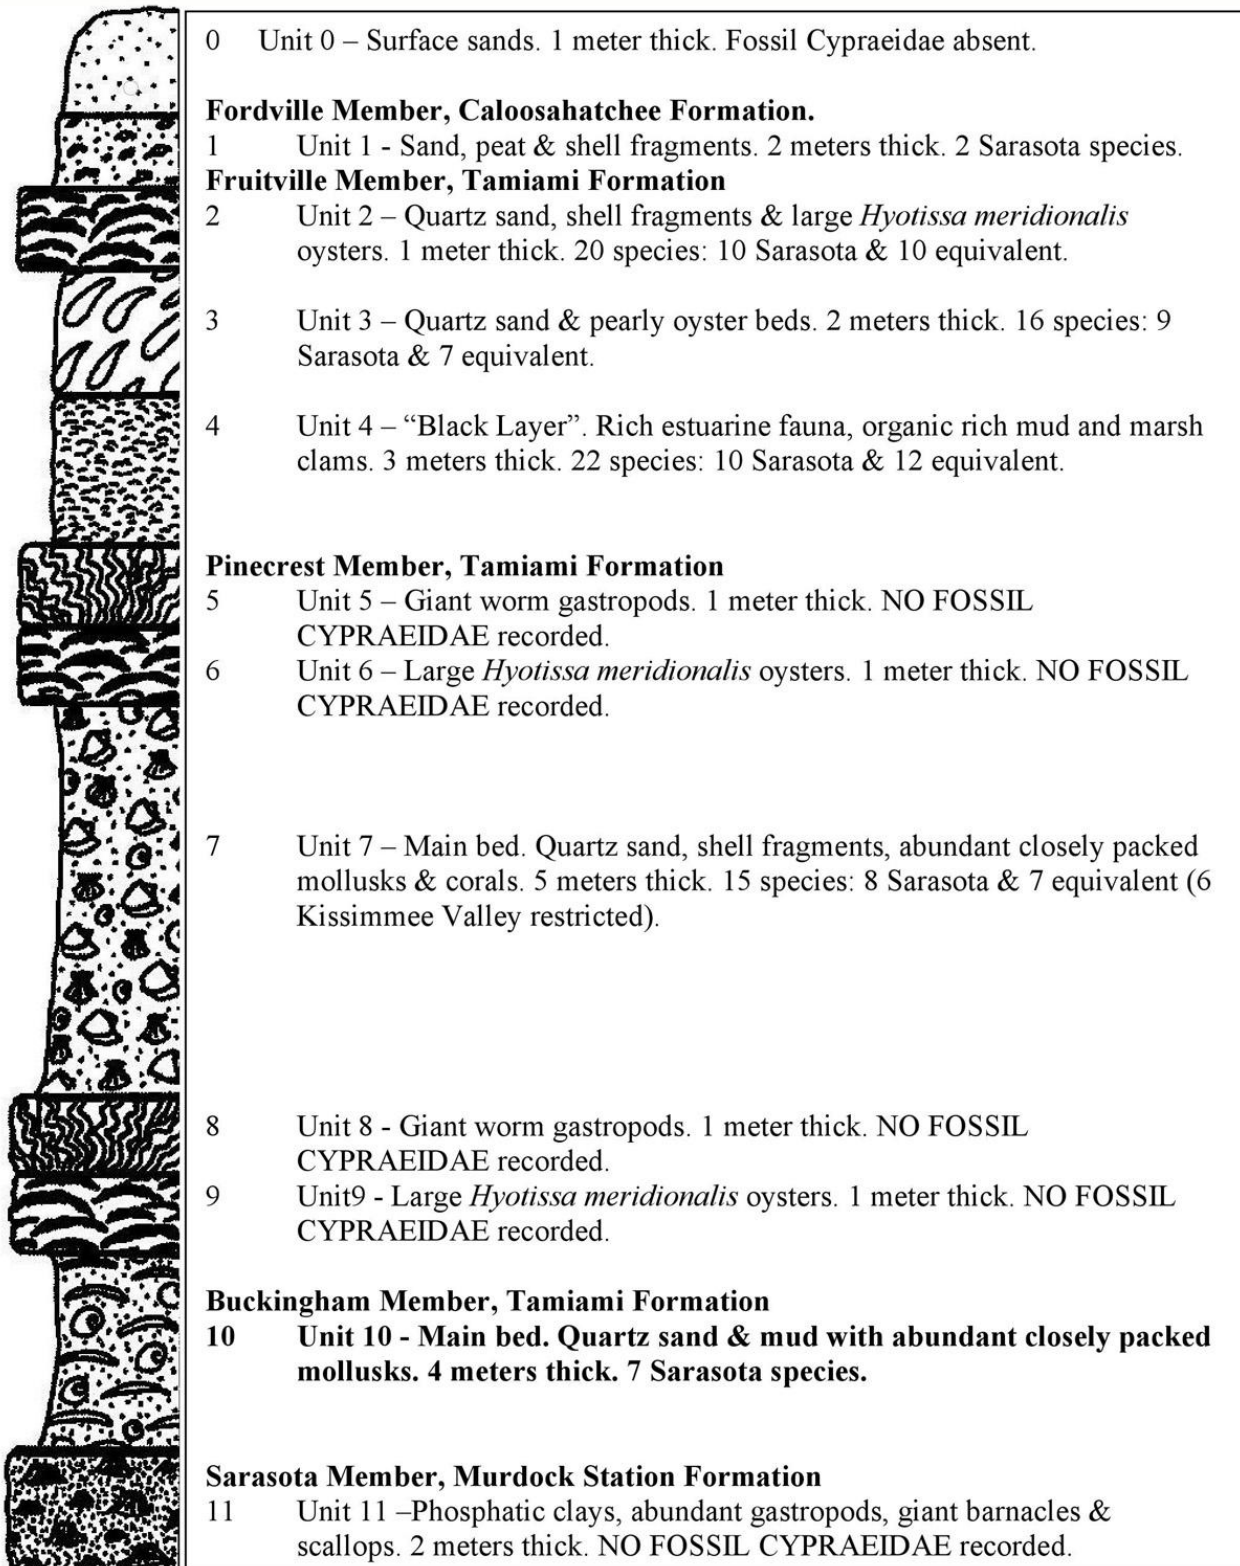 0 Unit 0 – Surface sands. 1 meter thick. Fossil Cypraeidae absent.
Fordville Member, Caloosahatchee Formation.
1 Unit 1 - Sand, peat & shell fragments. 2 meters thick. 2 Sarasota species.
Fruitville Member, Tamiami Formation
2 Unit 2 – Quartz sand, shell fragments & large Hyotissa meridionalis
oysters. 1 meter thick. 20 species: 10 Sarasota & 10 equivalent.
3 Unit 3 – Quartz sand & pearly oyster beds. 2 meters thick. 16 species: 9
Sarasota & 7 equivalent.
4 Unit 4 – “Black Layer”. Rich estuarine fauna, organic rich mud and marsh
clams. 3 meters thick. 22 species: 10 Sarasota & 12 equivalent.
Pinecrest Member, Tamiami Formation
5 Unit 5 – Giant worm gastropods. 1 meter thick. NO FOSSIL
CYPRAEIDAE recorded.
6 Unit 6 – Large Hyotissa meridionalis oysters. 1 meter thick. NO FOSSIL
CYPRAEIDAE recorded.
7 Unit 7 – Main bed. Quartz sand, shell fragments, abundant closely packed
mollusks & corals. 5 meters thick. 15 species: 8 Sarasota & 7 equivalent (6
Kissimmee Valley restricted).
8 Unit 8 - Giant worm gastropods. 1 meter thick. NO FOSSIL
CYPRAEIDAE recorded.
9 Unit9 - Large Hyotissa meridionalis oysters. 1 meter thick. NO FOSSIL
CYPRAEIDAE recorded.
Buckingham Member, Tamiami Formation
10 Unit 10 - Main bed. Quartz sand & mud with abundant closely packed
mollusks. 4 meters thick. 7 Sarasota species.
Sarasota Member, Murdock Station Formation
11 Unit 11 –Phosphatic clays, abundant gastropods, giant barnacles &
scallops. 2 meters thick. NO FOSSIL CYPRAEIDAE recorded.